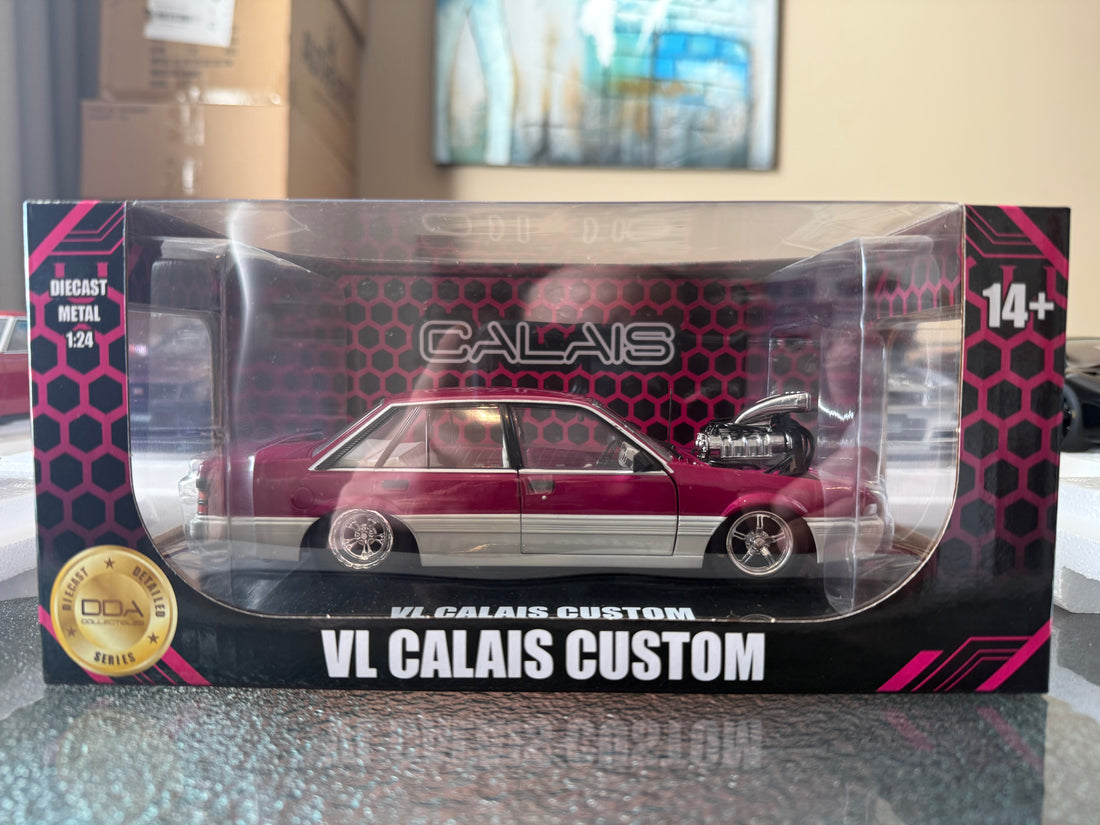 DIECAST
METAL
1:24
14+
CALAIS
DIECAST DETAILED
DDA
COLLECTIBLES
SERIES
VL CALAIS CUSTOM
VL CALAIS CUSTOM